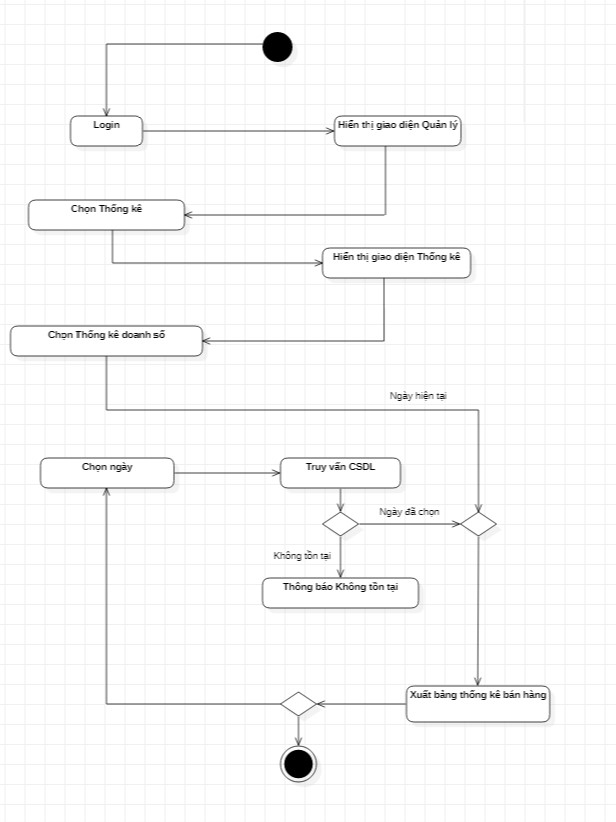 Login
Hiển thị giao diện Quản lý
Chọn Thống kê
Hiển thị giao diện Thống kê
Chọn Thống kê doanh số
Ngày hiện tại
Chọn ngày
Truy vấn CSDL
Ngày đã chọn
Không tồn tại
Thông báo Không tồn tại
Xuất bảng thống kê bán hàng